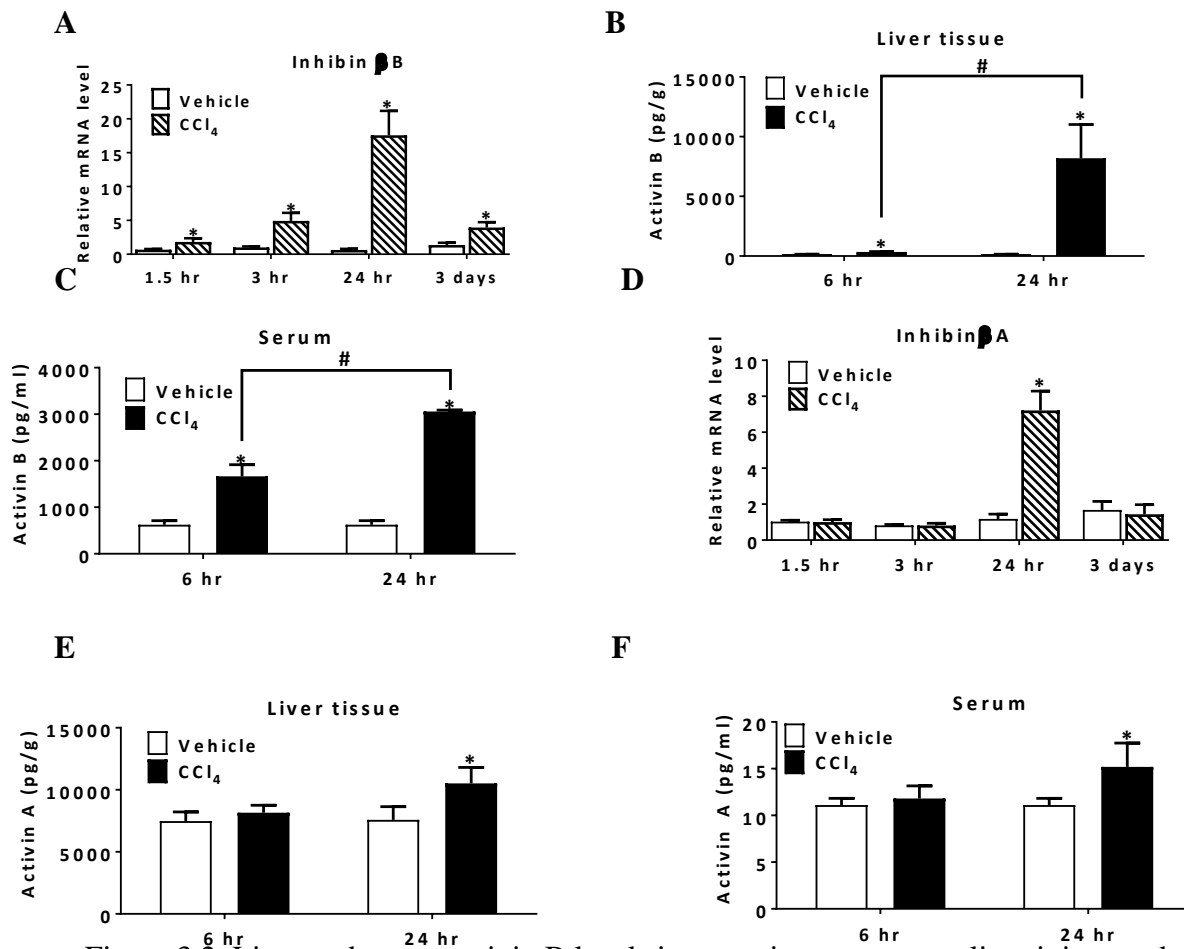 A
Inhibin βB
Relative mRNA level
25
20
15
10
5
0
Vehicle
CCl₄
*
*
*
*
1.5 hr 3 hr 24 hr 3 days
B
Liver tissue
Activin B (pg/g)
15000
10000
5000
0
Vehicle
CCl₄
#
*
*
6 hr 24 hr
C
Serum
Activin B (pg/ml)
4000
3000
2000
1000
0
Vehicle
CCl₄
#
*
*
6 hr 24 hr
D
Inhibin βA
Relative mRNA level
10
8
6
4
2
0
Vehicle
CCl₄
*
1.5 hr 3 hr 24 hr 3 days
E
Liver tissue
Activin A (pg/g)
15000
10000
5000
0
Vehicle
CCl₄
*
6 hr 24 hr
F
Serum
Activin A (pg/ml)
20
15
10
5
0
Vehicle
CCl₄
*
6 hr 24 hr